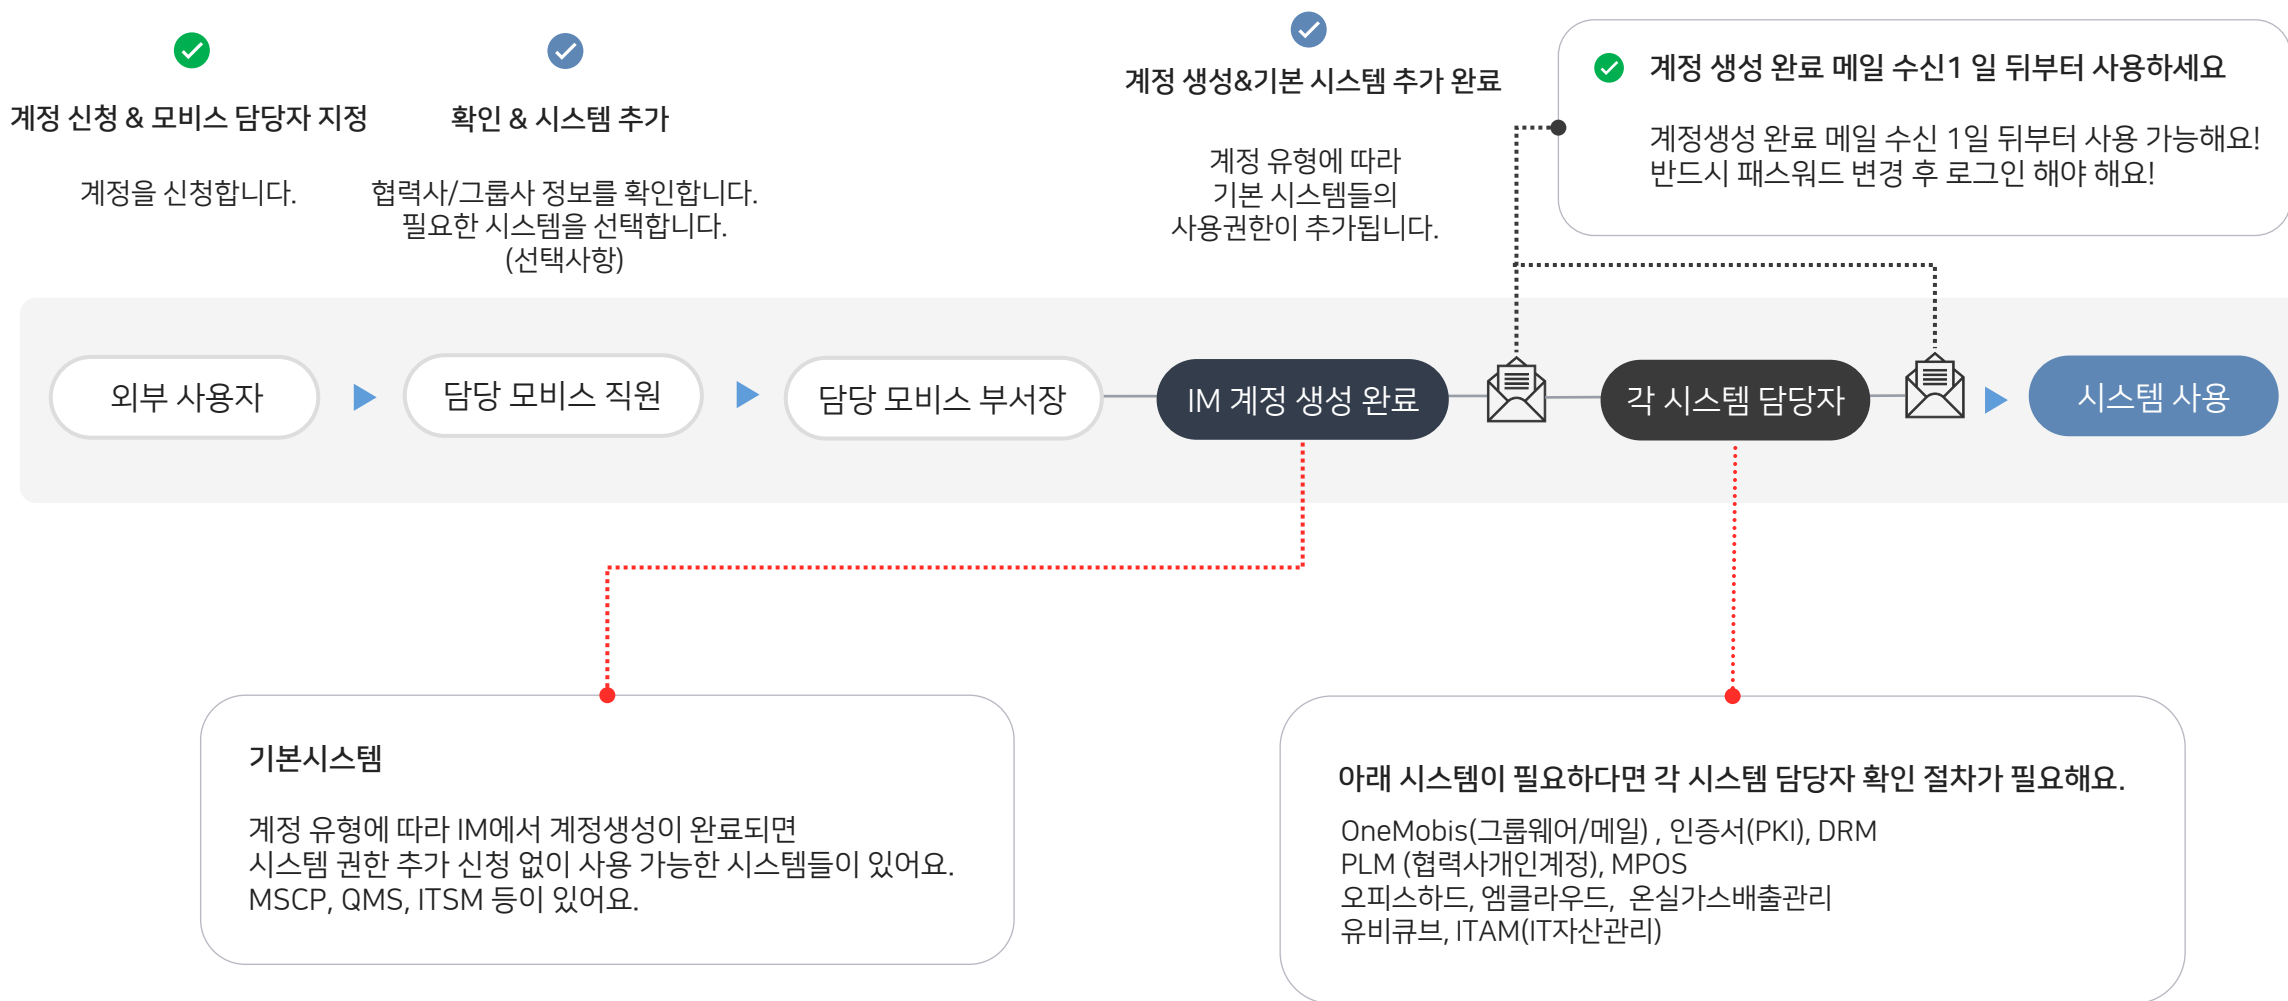 계정 신청 & 모비스 담당자 지정
계정을 신청합니다.
확인 & 시스템 추가
협력사/그룹사 정보를 확인합니다.
필요한 시스템을 선택합니다.
(선택사항)
계정 생성&기본 시스템 추가 완료
계정 유형에 따라
기본 시스템들의
사용권한이 추가됩니다.
계정 생성 완료 메일 수신1 일 뒤부터 사용하세요
계정생성 완료 메일 수신 1일 뒤부터 사용 가능해요!
반드시 패스워드 변경 후 로그인 해야 해요!
외부 사용자
담당 모비스 직원
담당 모비스 부서장
IM 계정 생성 완료
각 시스템 담당자
시스템 사용
기본시스템
계정 유형에 따라 IM에서 계정생성이 완료되면
시스템 권한 추가 신청 없이 사용 가능한 시스템들이 있어요.
MSCP, QMS, ITSM 등이 있어요.
아래 시스템이 필요하다면 각 시스템 담당자 확인 절차가 필요해요.
OneMobis(그룹웨어/메일) , 인증서(PKI), DRM
PLM (협력사개인계정), MPOS
오피스하드, 엠클라우드,  온실가스배출관리
유비큐브, ITAM(IT자산관리)